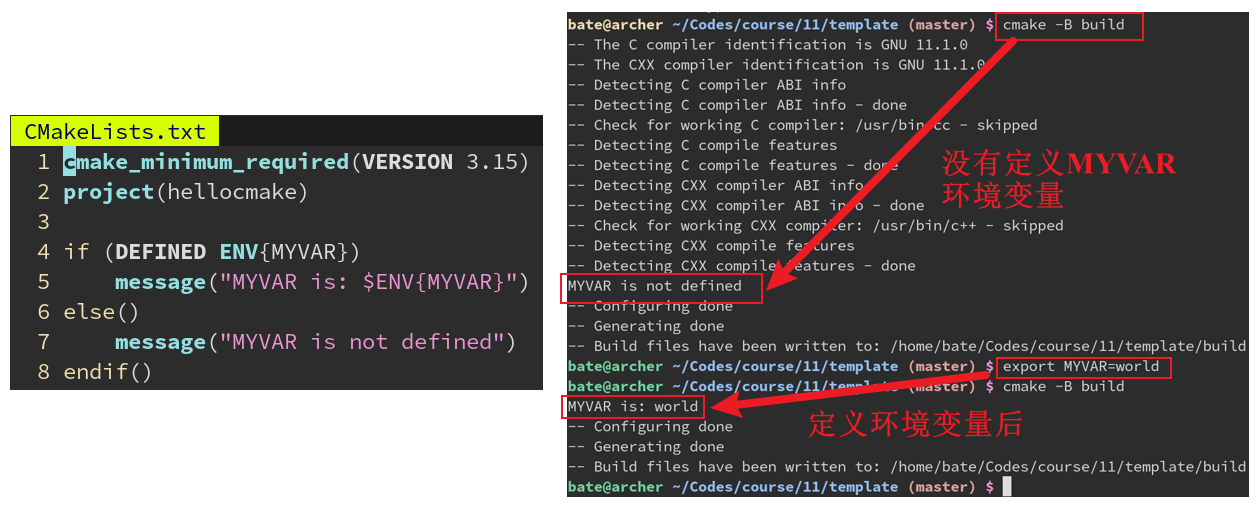 CMakeLists.txt
1 cmake_minimum_required(VERSION 3.15)
2 project(hellocmake)
3
4 if (DEFINED ENV{MYVAR})
5 message("MYVAR is: $ENV{MYVAR}")
6 else()
7 message("MYVAR is not defined")
8 endif()
bate@archer ~/Codes/course/11/template (master) $ cmake -B build
-- The C compiler identification is GNU 11.1.0
-- The CXX compiler identification is GNU 11.1.0
-- Detecting C compiler ABI info
-- Detecting C compiler ABI info - done
-- Check for working C compiler: /usr/bin/cc - skipped
-- Detecting C compile features
-- Detecting C compile features - done
-- Detecting CXX compiler ABI info
-- Detecting CXX compiler ABI info - done
-- Check for working CXX compiler: /usr/bin/c++ - skipped
-- Detecting CXX compile features
-- Detecting CXX compile features - done
没有定义MYVAR
环境变量
MYVAR is not defined
-- Configuring done
-- Generating done
-- Build files have been written to: /home/bate/Codes/course/11/template/build
bate@archer ~/Codes/course/11/template (master) $ export MYVAR=world
bate@archer ~/Codes/course/11/template (master) $ cmake -B build
MYVAR is: world
定义环境变量后
-- Configuring done
-- Generating done
-- Build files have been written to: /home/bate/Codes/course/11/template/build
bate@archer ~/Codes/course/11/template (master) $